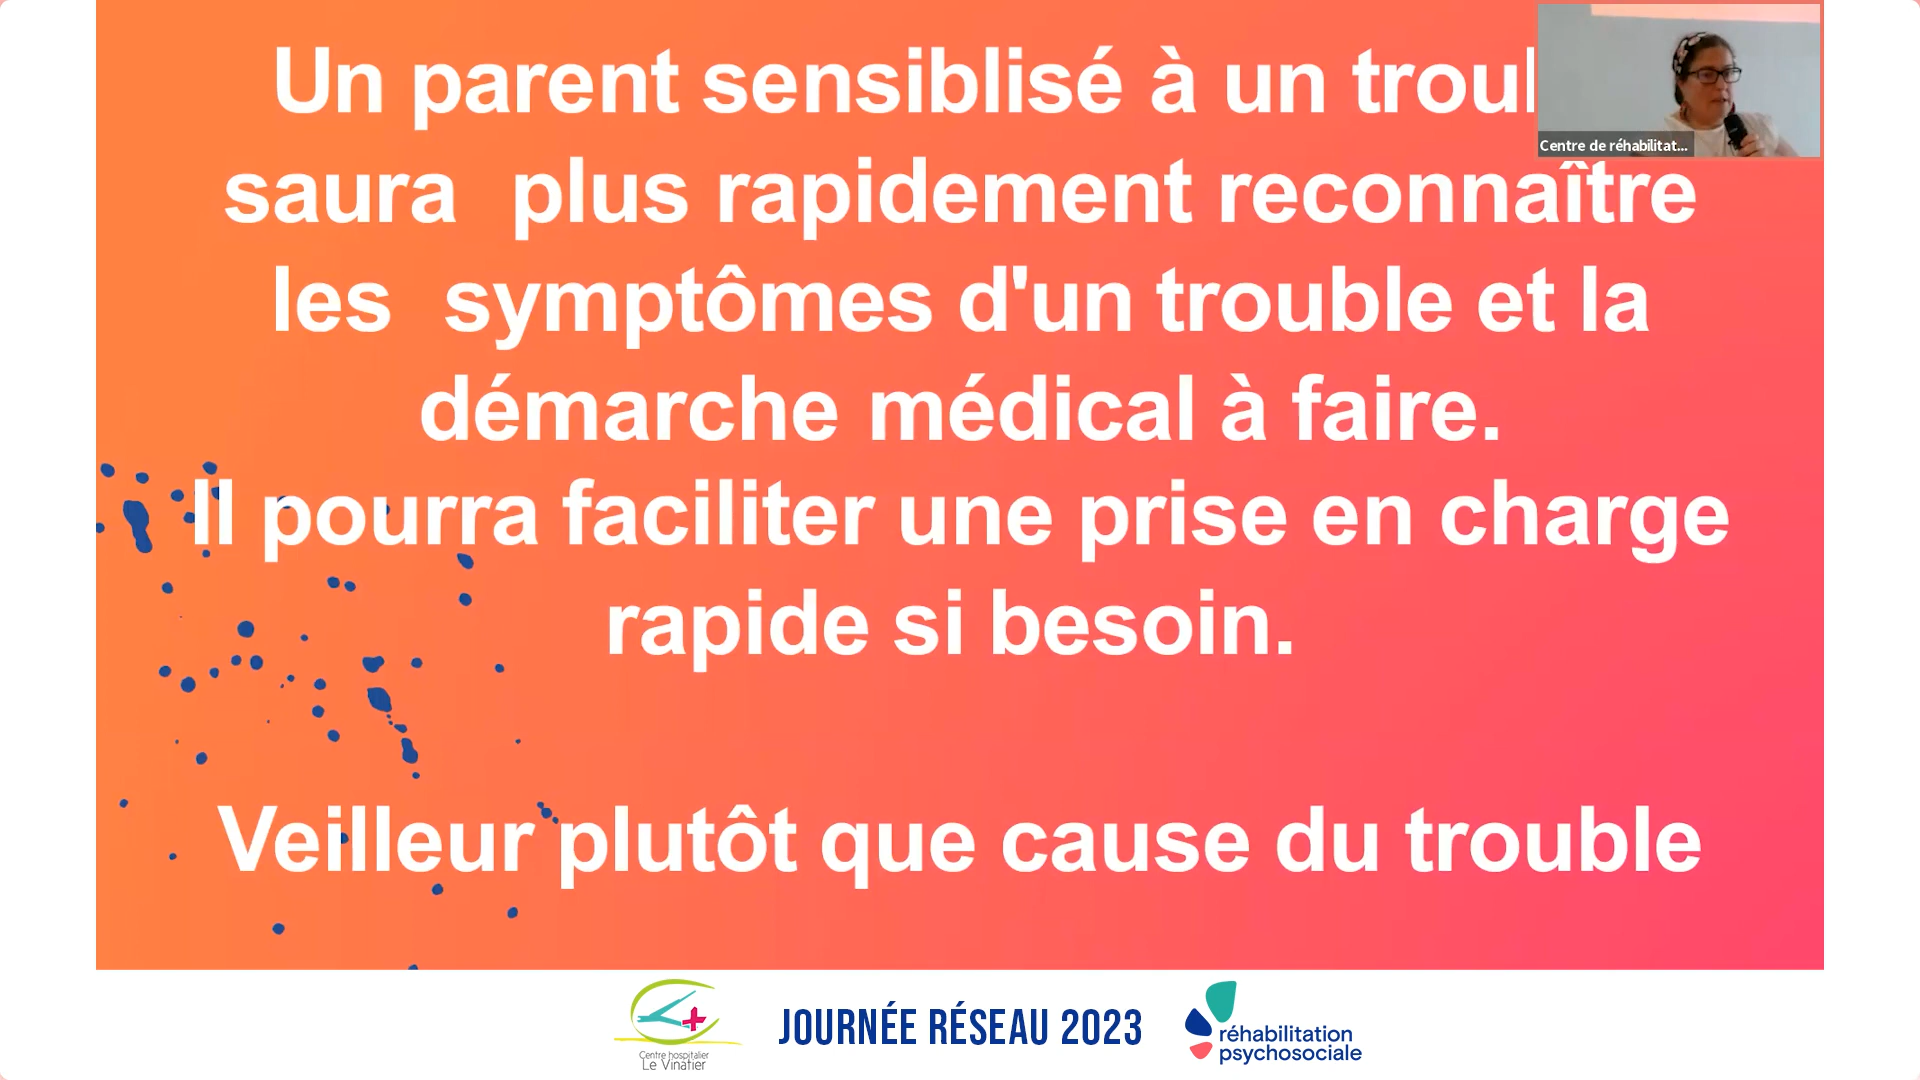 Un parent sensiblisé à un
saura plus rapidement reconnaître
les symptômes d'un trouble et la
démarche médical à faire.
Il pourra faciliter une prise en charge
rapide si besoin.
Veilleur plutôt que cause du trouble
Centre de réhabilitat...
Centre hospitalier
Le Vinatier
JOURNÉE RÉSEAU 2023
réhabilitation
psychosociale